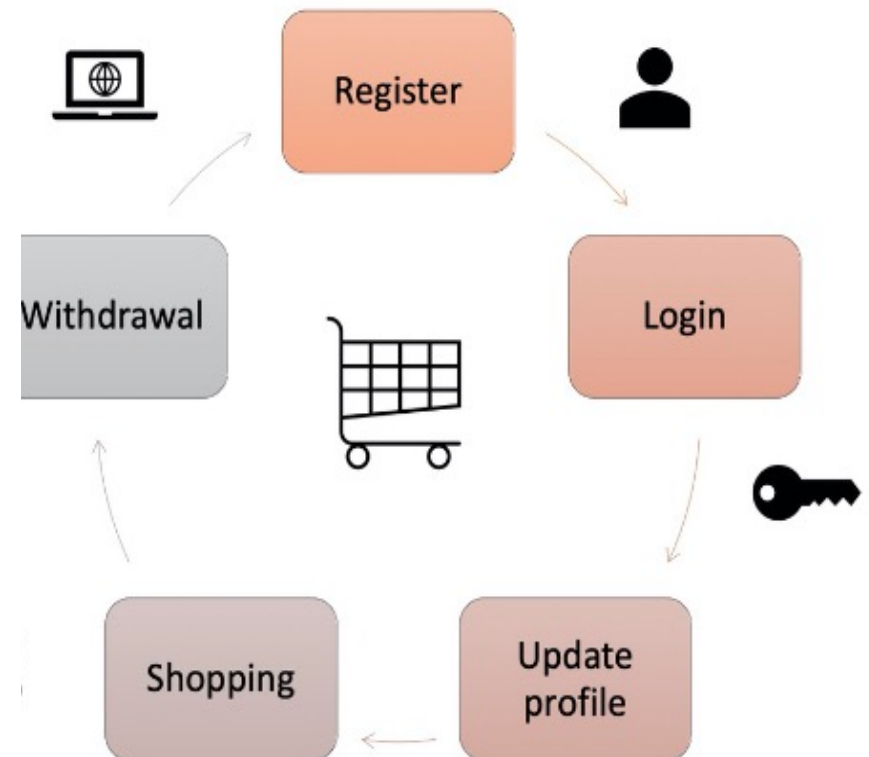 Register
Login
Update
profile
Shopping
Withdrawal